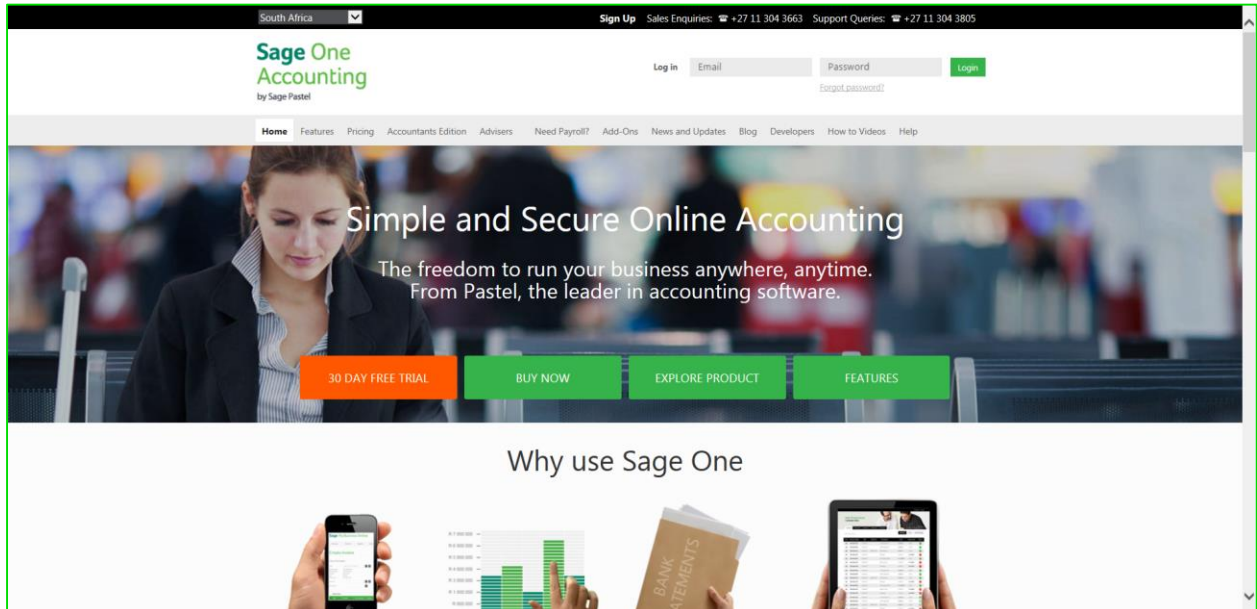 South Africa
Sign Up Sales Enquiries: ☎ +27 11 304 3663 Support Queries: ☎ +27 11 304 3805
Sage One
Accounting
by Sage Pastel
Log in Email Password Login
Forgot password?
Home Features Pricing Accountants Edition Advisers Need Payroll? Add-Ons News and Updates Blog Developers How to Videos Help
Simple and Secure Online Accounting
The freedom to run your business anywhere, anytime.
From Pastel, the leader in accounting software.
30 DAY FREE TRIAL BUY NOW EXPLORE PRODUCT FEATURES
Why use Sage One
BANK